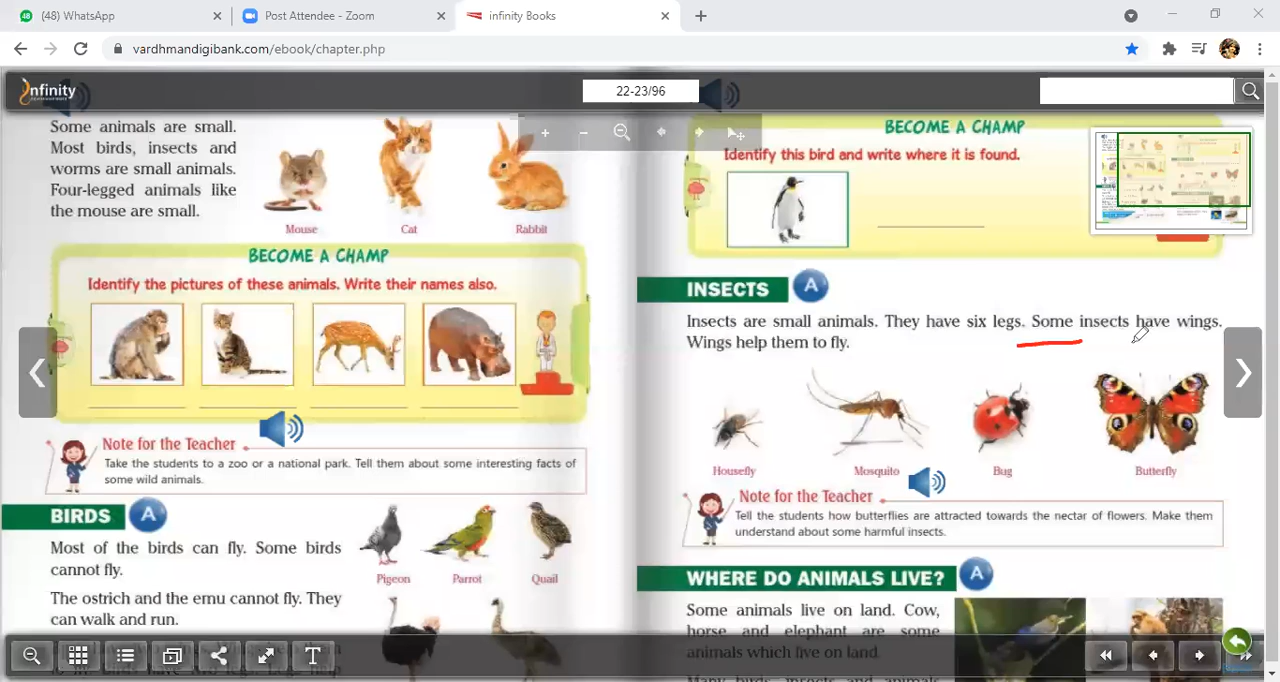 (48) WhatsApp
Post Attendee - Zoom
infinity Books
vardhmandigibank.com/ebook/chapter.php
infinity
22-23/96
Some animals are small.
Most birds, insects and
worms are small animals.
Four-legged animals like
the mouse are small.
Mouse
Cat
Rabbit
BECOME A CHAMP
Identify the pictures of these animals. Write their names also.
Note for the Teacher
Take the students to a zoo or a national park. Tell them about some interesting facts of
some wild animals.
BIRDS A
Most of the birds can fly. Some birds
cannot fly.
The ostrich and the emu cannot fly. They
can walk and run.
Pigeon
Parrot
Quail
BECOME A CHAMP
Identify this bird and write where it is found.
INSECTS A
Insects are small animals. They have six legs. Some insects have wings.
Wings help them to fly.
Housefly
Mosquito
Bug
Butterfly
Note for the Teacher
Tell the students how butterflies are attracted towards the nectar of flowers. Make them
understand about some harmful insects.
WHERE DO ANIMALS LIVE? A
Some animals live on land. Cow,
horse and elephant are some
animals which live on land
Many birds, insects and animals
T